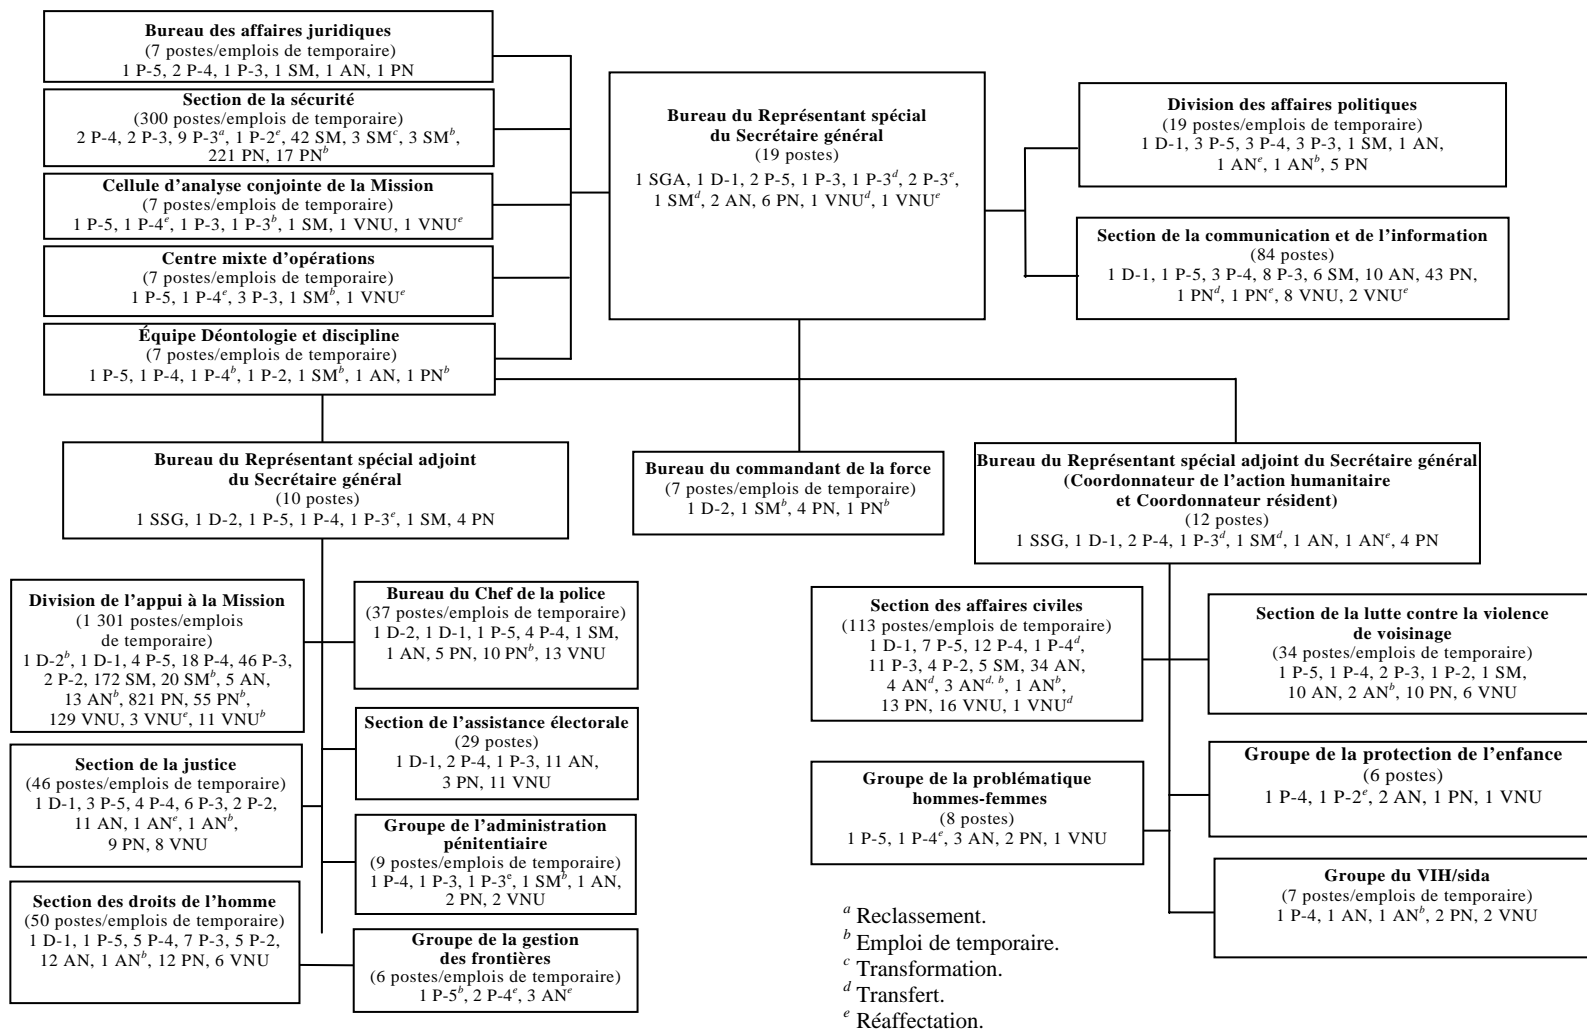 Bureau des affaires juridiques
(7 postes/emplois de temporaire)
1 P-5, 2 P-4, 1 P-3, 1 SM, 1 AN, 1 PN
Section de la sécurité
(300 postes/emplois de temporaire)
2 P-4, 2 P-3, 9 P-3ᵃ, 1 P-2ᵉ, 42 SM, 3 SMᶜ, 3 SMᵇ,
221 PN, 17 PNᵇ
Cellule d'analyse conjointe de la Mission
(7 postes/emplois de temporaire)
1 P-5, 1 P-4ᵉ, 1 P-3, 1 P-3ᵇ, 1 SM, 1 VNU, 1 VNUᵉ
Centre mixte d'opérations
(7 postes/emplois de temporaire)
1 P-5, 1 P-4ᵉ, 3 P-3, 1 SMᵇ, 1 VNUᵉ
Équipe Déontologie et discipline
(7 postes/emplois de temporaire)
1 P-5, 1 P-4, 1 P-4ᵇ, 1 P-2, 1 SMᵇ, 1 AN, 1 PNᵇ
Bureau du Représentant spécial
du Secrétaire général
(19 postes)
1 SGA, 1 D-1, 2 P-5, 1 P-3, 1 P-3ᵈ, 2 P-3ᵉ,
1 SMᵈ, 2 AN, 6 PN, 1 VNUᵈ, 1 VNUᵉ
Division des affaires politiques
(19 postes/emplois de temporaire)
1 D-1, 3 P-5, 3 P-4, 3 P-3, 1 SM, 1 AN,
1 ANᵉ, 1 ANᵇ, 5 PN
Section de la communication et de l'information
(84 postes)
1 D-1, 1 P-5, 3 P-4, 8 P-3, 6 SM, 10 AN, 43 PN,
1 PNᵈ, 1 PNᵉ, 8 VNU, 2 VNUᵉ
Bureau du Représentant spécial adjoint
du Secrétaire général
(10 postes)
1 SSG, 1 D-2, 1 P-5, 1 P-4, 1 P-3ᵉ, 1 SM, 4 PN
Bureau du commandant de la force
(7 postes/emplois de temporaire)
1 D-2, 1 SMᵇ, 4 PN, 1 PNᵇ
Bureau du Représentant spécial adjoint du Secrétaire général
(Coordonnateur de l'action humanitaire
et Coordonnateur résident)
(12 postes)
1 SSG, 1 D-1, 2 P-4, 1 P-3ᵈ, 1 SMᵈ, 1 AN, 1 ANᵉ, 4 PN
Division de l'appui à la Mission
(1 301 postes/emplois
de temporaire)
1 D-2ᵇ, 1 D-1, 4 P-5, 18 P-4, 46 P-3,
2 P-2, 172 SM, 20 SMᵇ, 5 AN,
13 ANᵇ, 821 PN, 55 PNᵇ,
129 VNU, 3 VNUᵉ, 11 VNUᵇ
Bureau du Chef de la police
(37 postes/emplois de temporaire)
1 D-2, 1 D-1, 1 P-5, 4 P-4, 1 SM,
1 AN, 5 PN, 10 PNᵇ, 13 VNU
Section de l'assistance électorale
(29 postes)
1 D-1, 2 P-4, 1 P-3, 11 AN,
3 PN, 11 VNU
Section de la justice
(46 postes/emplois de temporaire)
1 D-1, 3 P-5, 4 P-4, 6 P-3, 2 P-2,
11 AN, 1 ANᵉ, 1 ANᵇ,
9 PN, 8 VNU
Groupe de l'administration
pénitentiaire
(9 postes/emplois de temporaire)
1 P-4, 1 P-3, 1 P-3ᵉ, 1 SMᵇ, 1 AN,
2 PN, 2 VNU
Section des droits de l'homme
(50 postes/emplois de temporaire)
1 D-1, 1 P-5, 5 P-4, 7 P-3, 5 P-2,
12 AN, 1 ANᵇ, 12 PN, 6 VNU
Groupe de la gestion
des frontières
(6 postes/emplois de temporaire)
1 P-5ᵇ, 2 P-4ᵉ, 3 ANᵉ
Section des affaires civiles
(113 postes/emplois de temporaire)
1 D-1, 7 P-5, 12 P-4, 1 P-4ᵈ,
11 P-3, 4 P-2, 5 SM, 34 AN,
4 ANᵈ, 3 ANᵈ, ᵇ, 1 ANᵇ,
13 PN, 16 VNU, 1 VNUᵈ
Section de la lutte contre la violence
de voisinage
(34 postes/emplois de temporaire)
1 P-5, 1 P-4, 2 P-3, 1 P-2, 1 SM,
10 AN, 2 ANᵇ, 10 PN, 6 VNU
Groupe de la problématique
hommes-femmes
(8 postes)
1 P-5, 1 P-4ᵉ, 3 AN, 2 PN, 1 VNU
Groupe de la protection de l'enfance
(6 postes)
1 P-4, 1 P-2ᵉ, 2 AN, 1 PN, 1 VNU
Groupe du VIH/sida
(7 postes/emplois de temporaire)
1 P-4, 1 AN, 1 ANᵇ, 2 PN, 2 VNU
ᵃ Reclassement.
ᵇ Emploi de temporaire.
ᶜ Transformation.
ᵈ Transfert.
ᵉ Réaffectation.